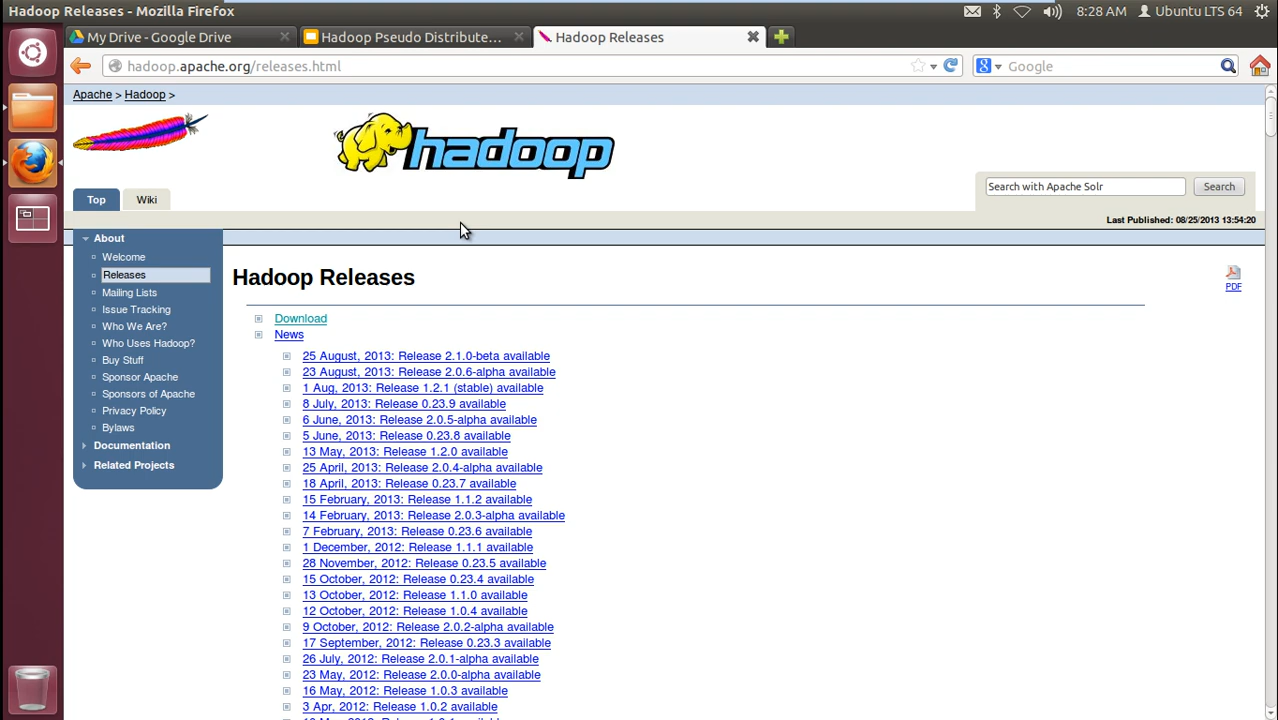 Hadoop Releases - Mozilla Firefox
8:28 AM
Ubuntu LTS 64
My Drive - Google Drive
Hadoop Pseudo Distribute...
Hadoop Releases
hadoop.apache.org/releases.html
Google
Apache > Hadoop >
hadoop
Top
Wiki
Search with Apache Solr
Search
Last Published: 08/25/2013 13:54:20
About
Welcome
Releases
Mailing Lists
Issue Tracking
Who We Are?
Who Uses Hadoop?
Buy Stuff
Sponsor Apache
Sponsors of Apache
Privacy Policy
Bylaws
Documentation
Related Projects
Hadoop Releases
PDF
Download
News
25 August, 2013: Release 2.1.0-beta available
23 August, 2013: Release 2.0.6-alpha available
1 Aug, 2013: Release 1.2.1 (stable) available
8 July, 2013: Release 0.23.9 available
6 June, 2013: Release 2.0.5-alpha available
5 June, 2013: Release 0.23.8 available
13 May, 2013: Release 1.2.0 available
25 April, 2013: Release 2.0.4-alpha available
18 April, 2013: Release 0.23.7 available
15 February, 2013: Release 1.1.2 available
14 February, 2013: Release 2.0.3-alpha available
7 February, 2013: Release 0.23.6 available
1 December, 2012: Release 1.1.1 available
28 November, 2012: Release 0.23.5 available
15 October, 2012: Release 0.23.4 available
13 October, 2012: Release 1.1.0 available
12 October, 2012: Release 1.0.4 available
9 October, 2012: Release 2.0.2-alpha available
17 September, 2012: Release 0.23.3 available
26 July, 2012: Release 2.0.1-alpha available
23 May, 2012: Release 2.0.0-alpha available
16 May, 2012: Release 1.0.3 available
3 Apr, 2012: Release 1.0.2 available